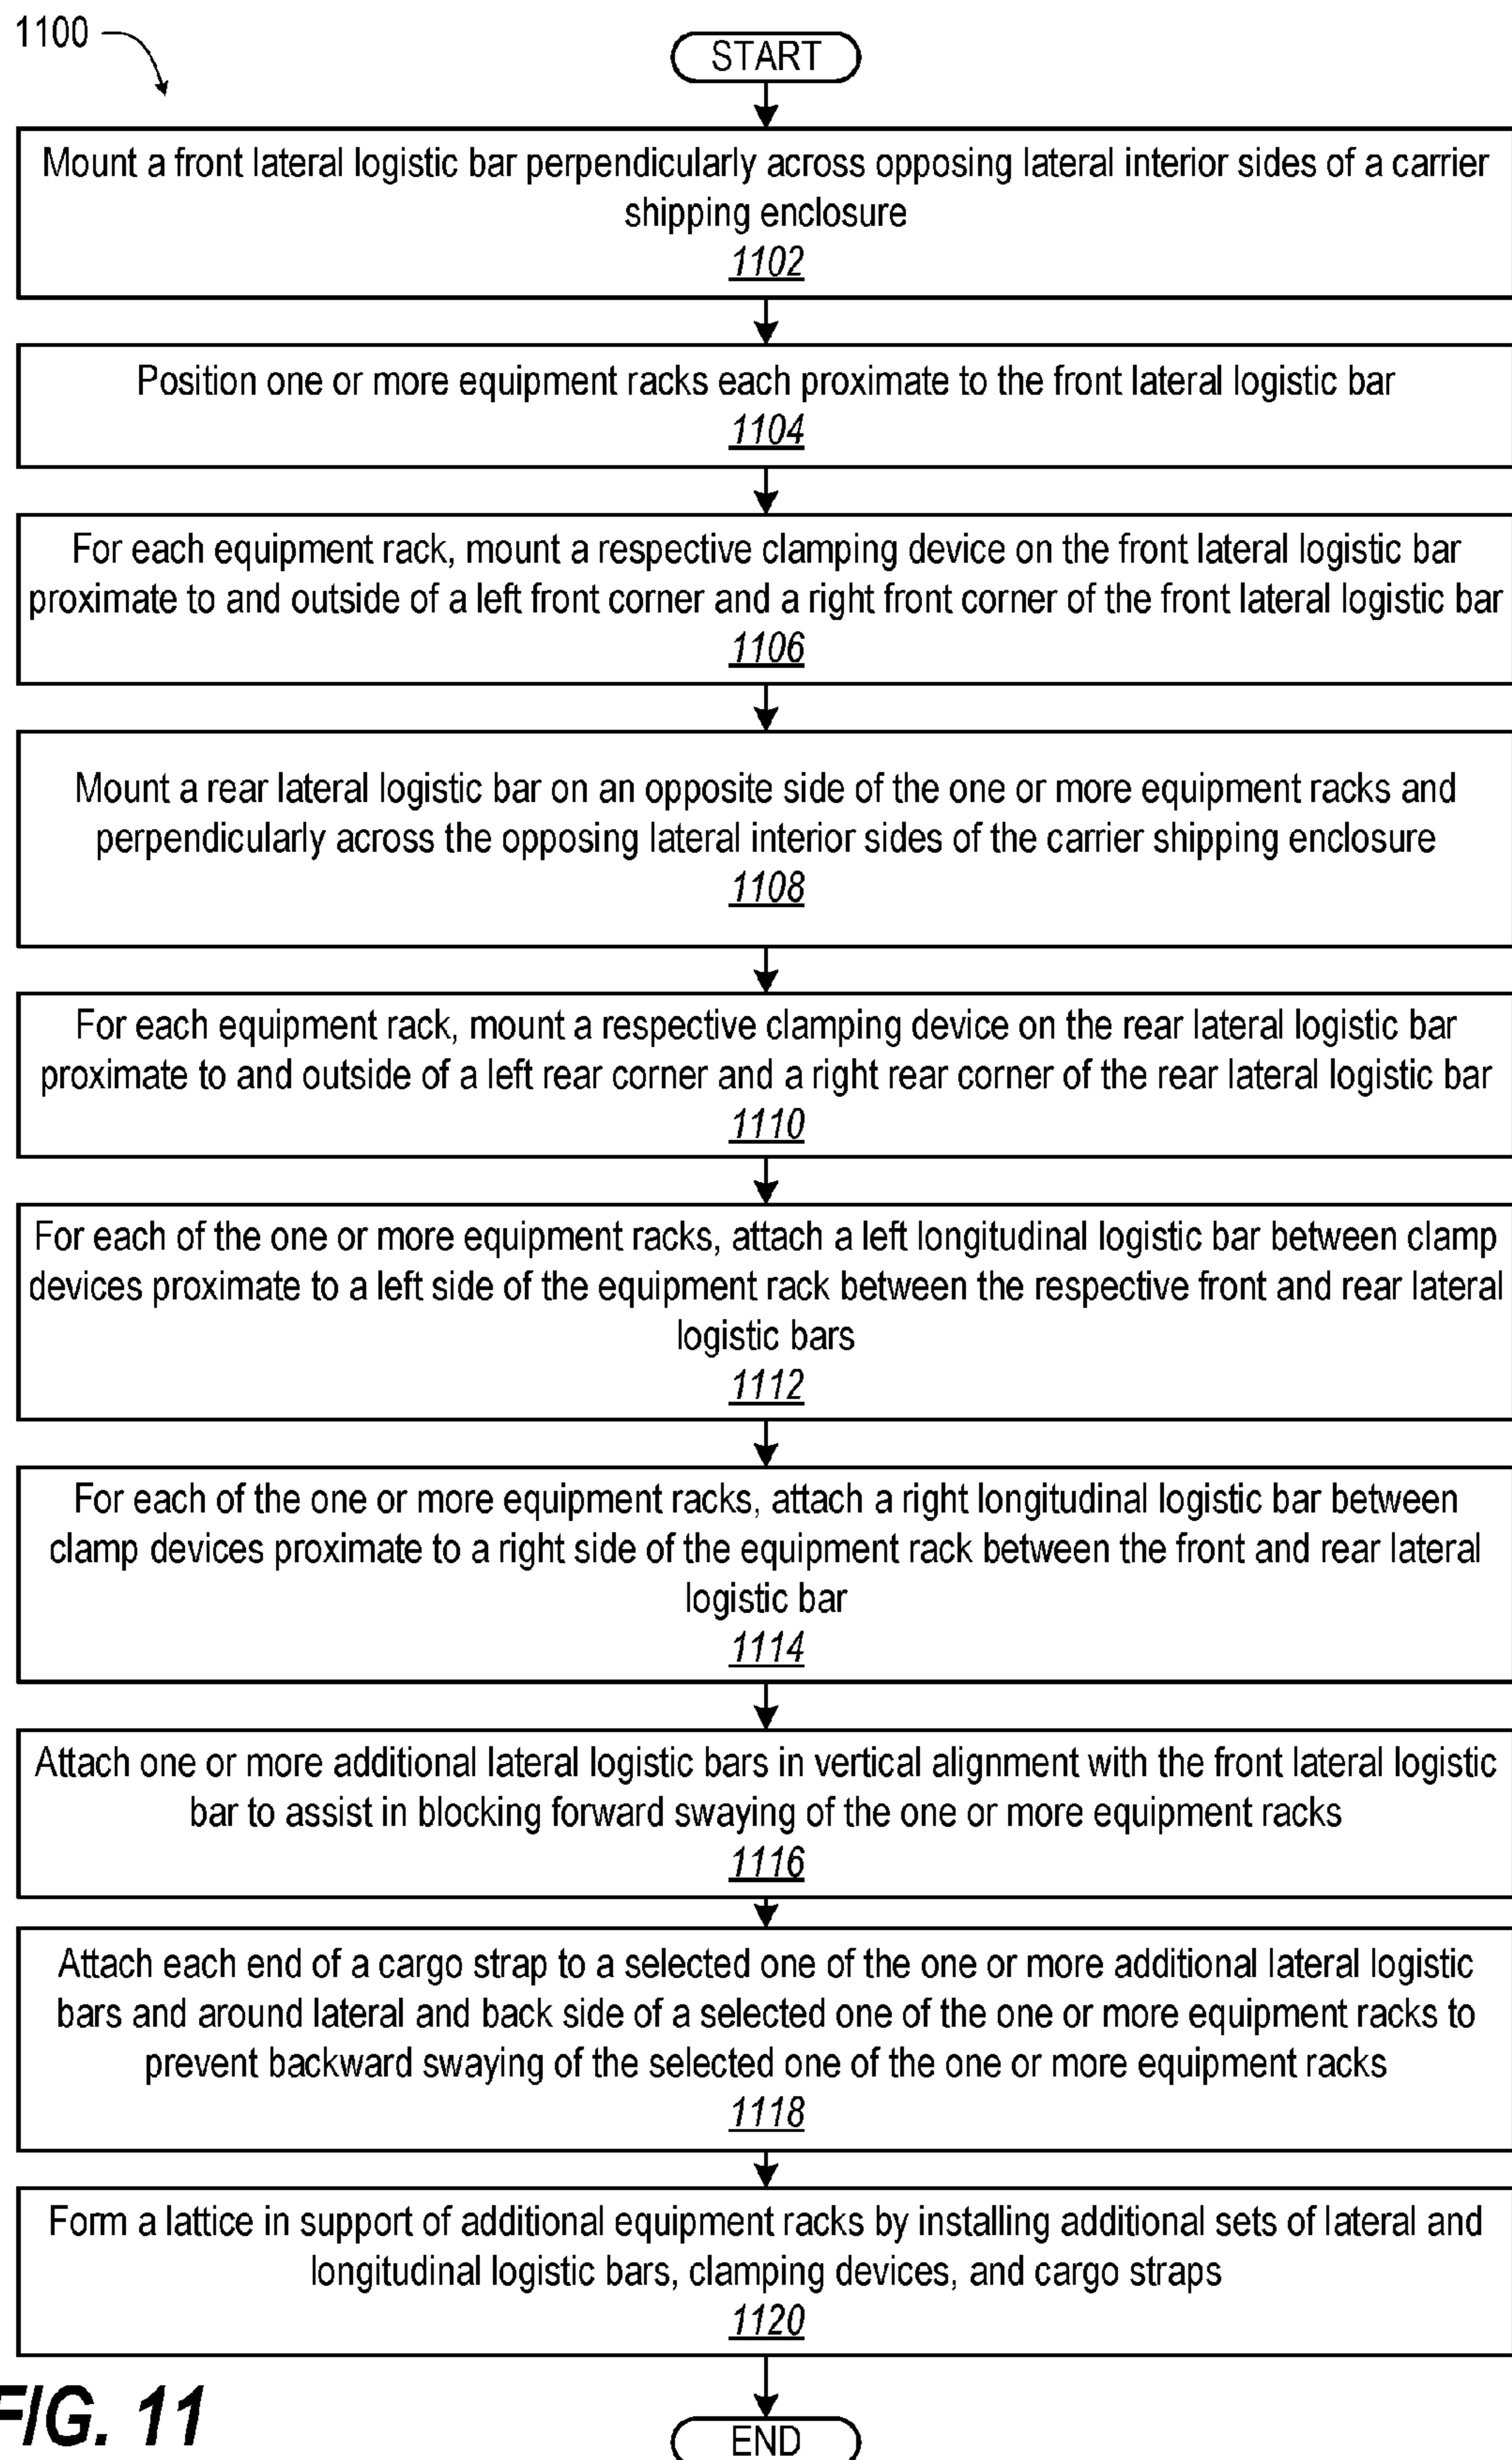 1100
START
Mount a front lateral logistic bar perpendicularly across opposing lateral interior sides of a carrier
shipping enclosure
1102
Position one or more equipment racks each proximate to the front lateral logistic bar
1104
For each equipment rack, mount a respective clamping device on the front lateral logistic bar
proximate to and outside of a left front corner and a right front corner of the front lateral logistic bar
1106
Mount a rear lateral logistic bar on an opposite side of the one or more equipment racks and
perpendicularly across the opposing lateral interior sides of the carrier shipping enclosure
1108
For each equipment rack, mount a respective clamping device on the rear lateral logistic bar
proximate to and outside of a left rear corner and a right rear corner of the rear lateral logistic bar
1110
For each of the one or more equipment racks, attach a left longitudinal logistic bar between clamp
devices proximate to a left side of the equipment rack between the respective front and rear lateral
logistic bars
1112
For each of the one or more equipment racks, attach a right longitudinal logistic bar between
clamp devices proximate to a right side of the equipment rack between the front and rear lateral
logistic bar
1114
Attach one or more additional lateral logistic bars in vertical alignment with the front lateral logistic
bar to assist in blocking forward swaying of the one or more equipment racks
1116
Attach each end of a cargo strap to a selected one of the one or more additional lateral logistic
bars and around lateral and back side of a selected one of the one or more equipment racks to
prevent backward swaying of the selected one of the one or more equipment racks
1118
Form a lattice in support of additional equipment racks by installing additional sets of lateral and
longitudinal logistic bars, clamping devices, and cargo straps
1120
FIG. 11
END